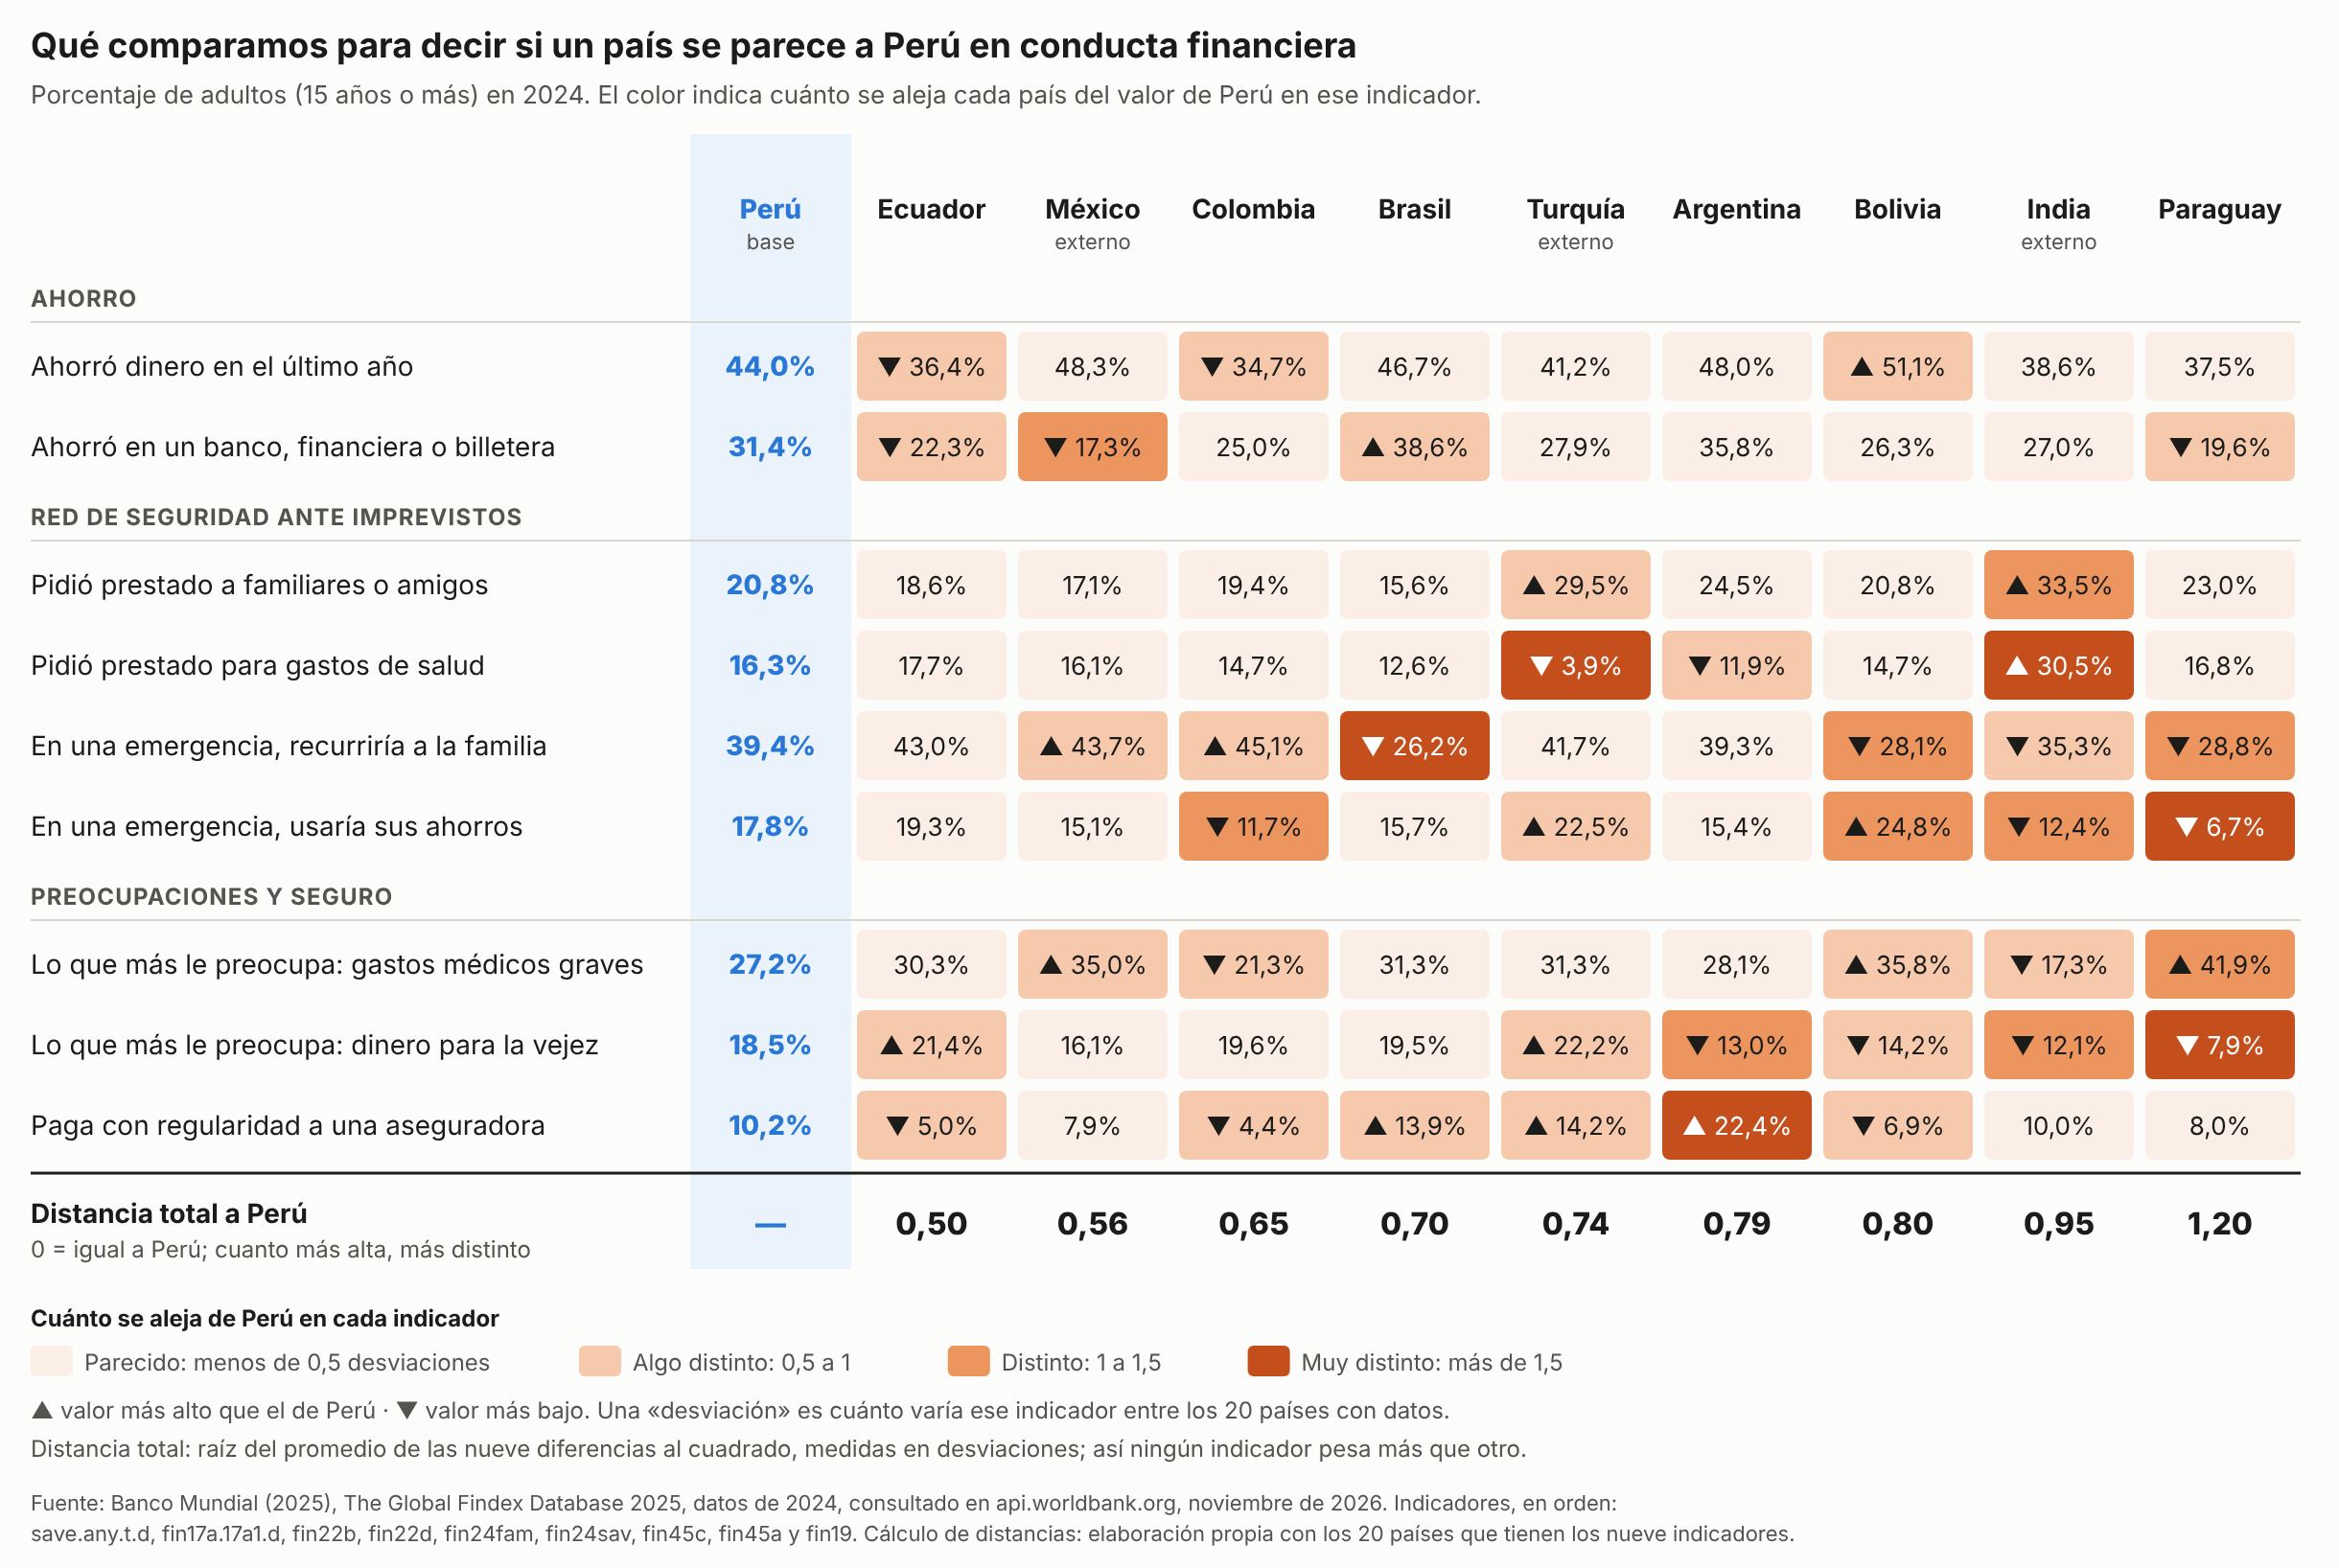 Qué comparamos para decir si un país se parece a Perú en conducta financiera
Porcentaje de adultos (15 años o más) en 2024. El color indica cuánto se aleja cada país del valor de Perú en ese indicador.
Perú Ecuador México Colombia Brasil Turquía Argentina Bolivia India Paraguay
base externo externo externo
AHORRO
Ahorró dinero en el último año 44,0% ▼ 36,4% 48,3% ▼ 34,7% 46,7% 41,2% 48,0% ▲ 51,1% 38,6% 37,5%
Ahorró en un banco, financiera o billetera 31,4% ▼ 22,3% ▼ 17,3% 25,0% ▲ 38,6% 27,9% 35,8% 26,3% 27,0% ▼ 19,6%
RED DE SEGURIDAD ANTE IMPREVISTOS
Pidió prestado a familiares o amigos 20,8% 18,6% 17,1% 19,4% 15,6% ▲ 29,5% 24,5% 20,8% ▲ 33,5% 23,0%
Pidió prestado para gastos de salud 16,3% 17,7% 16,1% 14,7% 12,6% ▼ 3,9% ▼ 11,9% 14,7% ▲ 30,5% 16,8%
En una emergencia, recurriría a la familia 39,4% 43,0% ▲ 43,7% ▲ 45,1% ▼ 26,2% 41,7% 39,3% ▼ 28,1% ▼ 35,3% ▼ 28,8%
En una emergencia, usaría sus ahorros 17,8% 19,3% 15,1% ▼ 11,7% 15,7% ▲ 22,5% 15,4% ▲ 24,8% ▼ 12,4% ▼ 6,7%
PREOCUPACIONES Y SEGURO
Lo que más le preocupa: gastos médicos graves 27,2% 30,3% ▲ 35,0% ▼ 21,3% 31,3% 31,3% 28,1% ▲ 35,8% ▼ 17,3% ▲ 41,9%
Lo que más le preocupa: dinero para la vejez 18,5% ▲ 21,4% 16,1% 19,6% 19,5% ▲ 22,2% ▼ 13,0% ▼ 14,2% ▼ 12,1% ▼ 7,9%
Paga con regularidad a una aseguradora 10,2% ▼ 5,0% 7,9% ▼ 4,4% ▲ 13,9% ▲ 14,2% ▲ 22,4% ▼ 6,9% 10,0% 8,0%
Distancia total a Perú — 0,50 0,56 0,65 0,70 0,74 0,79 0,80 0,95 1,20
0 = igual a Perú; cuanto más alta, más distinto
Cuánto se aleja de Perú en cada indicador
Parecido: menos de 0,5 desviaciones Algo distinto: 0,5 a 1 Distinto: 1 a 1,5 Muy distinto: más de 1,5
▲ valor más alto que el de Perú · ▼ valor más bajo. Una «desviación» es cuánto varía ese indicador entre los 20 países con datos.
Distancia total: raíz del promedio de las nueve diferencias al cuadrado, medidas en desviaciones; así ningún indicador pesa más que otro.
Fuente: Banco Mundial (2025), The Global Findex Database 2025, datos de 2024, consultado en api.worldbank.org, noviembre de 2026. Indicadores, en orden:
save.any.t.d, fin17a.17a1.d, fin22b, fin22d, fin24fam, fin24sav, fin45c, fin45a y fin19. Cálculo de distancias: elaboración propia con los 20 países que tienen los nueve indicadores.